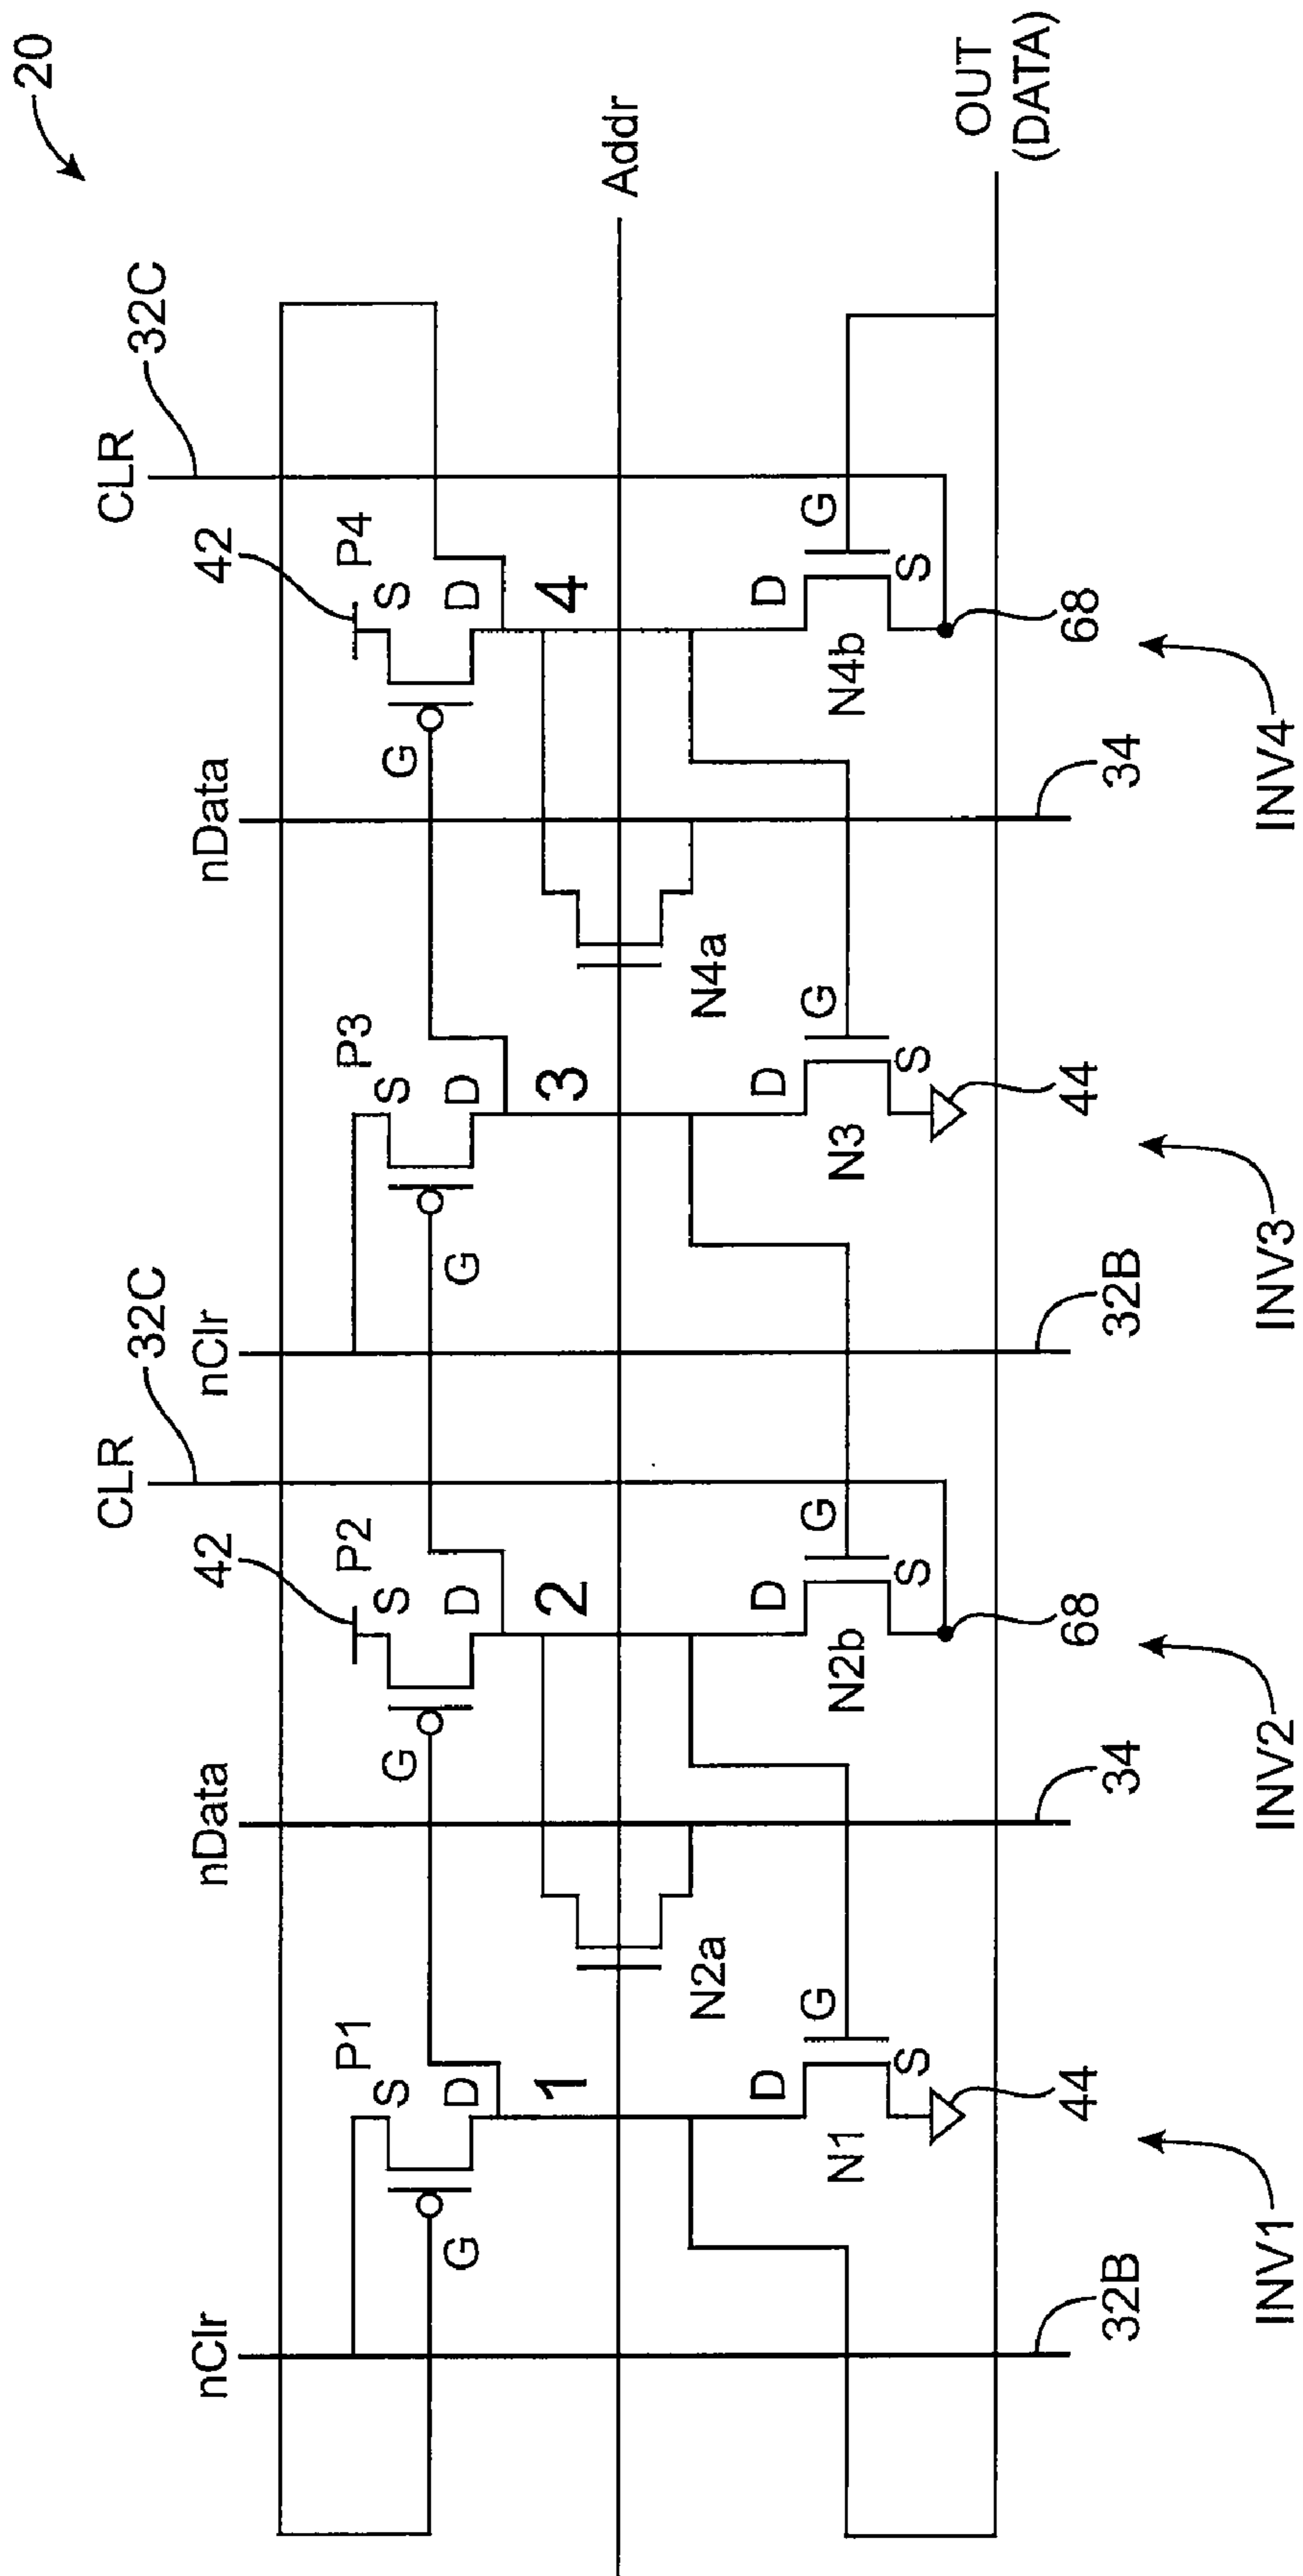 20
CLR
32C
CLR
32C
nClr
nData
42
nClr
nData
42
P1
P2
P3
P4
S
S
S
S
G
D
G
D
G
D
G
D
1
2
3
4
Addr
N2a
N4a
D
G
D
G
D
G
D
G
N1
S
N2b
S
N3
S
N4b
S
OUT
(DATA)
44
68
44
68
32B
34
32B
34
INV1
INV2
INV3
INV4